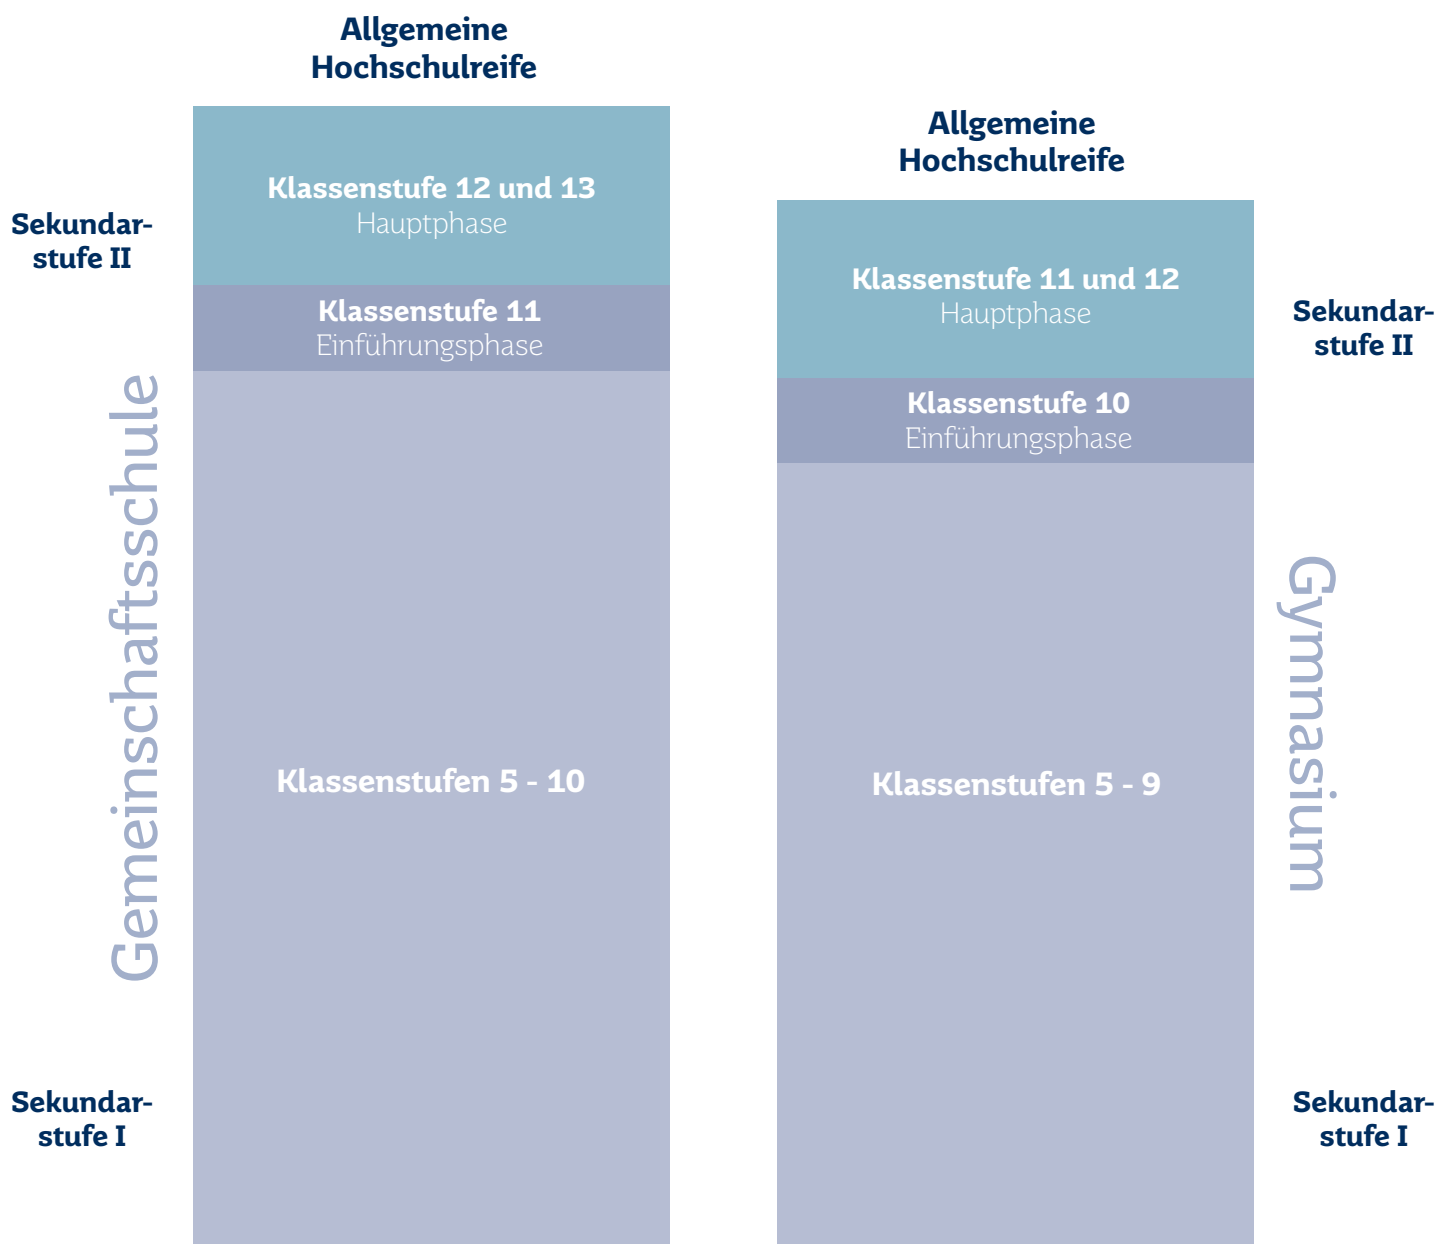 Allgemeine
Hochschulreife
Klassenstufe 12 und 13
Hauptphase
Sekundar-
stufe II
Klassenstufe 11
Einführungsphase
Gemeinschaftsschule
Klassenstufen 5 - 10
Sekundar-
stufe I
Allgemeine
Hochschulreife
Klassenstufe 11 und 12
Hauptphase
Sekundar-
stufe II
Klassenstufe 10
Einführungsphase
Gymnasium
Klassenstufen 5 - 9
Sekundar-
stufe I